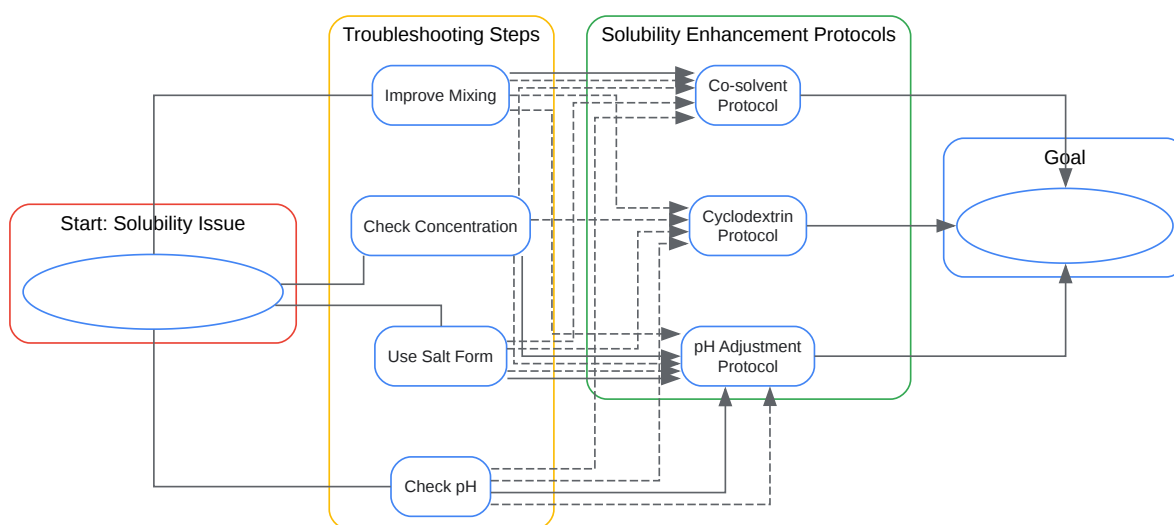 Troubleshooting Steps
Solubility Enhancement Protocols
Improve Mixing
Co-solvent
Protocol
Goal
Start: Solubility Issue
Check Concentration
Cyclodextrin
Protocol
Use Salt Form
pH Adjustment
Protocol
Check pH